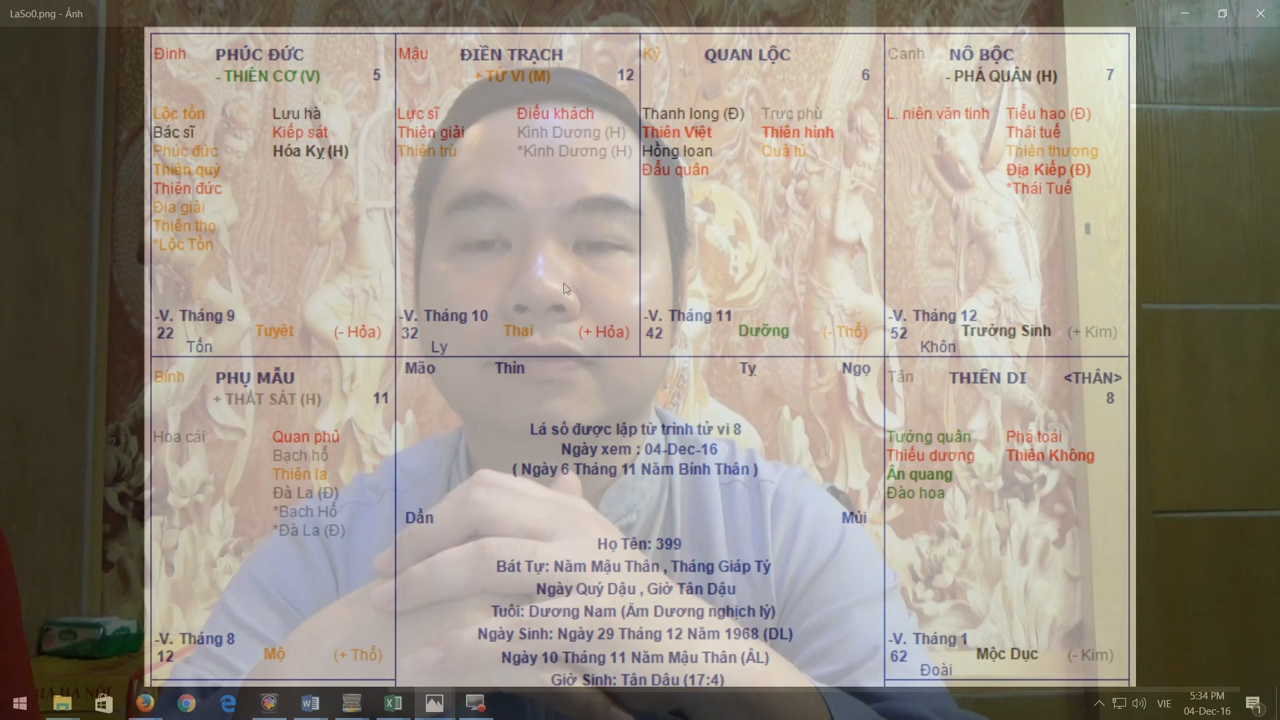 LaSo0.png - Ảnh
Đinh PHÚC ĐỨC
- THIÊN CƠ (V) 5
Lộc tồn Lưu hà
Bác sĩ Kiếp sát
Phúc đức Hóa Kỵ (H)
Thiên quý
Thiên đức
Địa giải
Thiên thọ
*Lộc Tồn
-V. Tháng 9
22 Tuyệt (- Hỏa)
Tốn
Mậu ĐIỀN TRẠCH
+ TỬ VI (M) 12
Lực sĩ Điếu khách
Thiên giải Kình Dương (H)
Thiên trù *Kình Dương (H)
-V. Tháng 10
32 Thai (+ Hỏa)
Ly
Kỷ QUAN LỘC
6
Thanh long (Đ) Trực phù
Thiên Việt Thiên hình
Hồng loan Quả tú
Đẩu quân
-V. Tháng 11
42 Dưỡng (- Thổ)
Canh NÔ BỘC
- PHÁ QUÂN (H) 7
L. niên văn tinh Tiểu hao (Đ)
Thái tuế
Thiên thương
Địa Kiếp (Đ)
*Thái Tuế
-V. Tháng 12
52 Trường Sinh (+ Kim)
Khôn
Bính PHỤ MẪU
+ THẤT SÁT (H) 11
Hoa cái Quan phủ
Bạch hổ
Thiên la
Đà La (Đ)
*Bạch Hổ
*Đà La (Đ)
-V. Tháng 8
12 Mộ (+ Thổ)
Mão Thìn Tỵ Ngọ
Lá số được lập từ trình tử vi 8
Ngày xem : 04-Dec-16
( Ngày 6 Tháng 11 Năm Bính Thân )
Dần Mùi
Họ Tên: 399
Bát Tự: Năm Mậu Thân , Tháng Giáp Tý
Ngày Quý Dậu , Giờ Tân Dậu
Tuổi: Dương Nam (Âm Dương nghịch lý)
Ngày Sinh: Ngày 29 Tháng 12 Năm 1968 (DL)
Ngày 10 Tháng 11 Năm Mậu Thân (ÂL)
Giờ Sinh: Tân Dậu (17:4)
Tân THIÊN DI <THÂN>
8
Tướng quân Phá toái
Thiếu dương Thiên Không
Ân quang
Đào hoa
-V. Tháng 1
62 Mộc Dục (- Kim)
Đoài
HÀ NỘI
VIE
5:34 PM
04-Dec-16
1